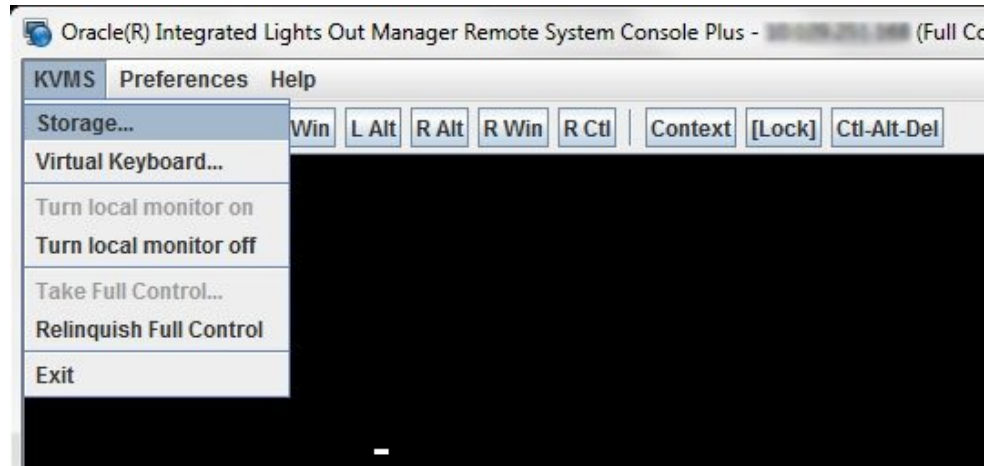 Oracle(R) Integrated Lights Out Manager Remote System Console Plus - (Full Co
KVMS Preferences Help
Win L Alt R Alt R Win R Ctl Context [Lock] Ctl-Alt-Del
Storage...
Virtual Keyboard...
Turn local monitor on
Turn local monitor off
Take Full Control...
Relinquish Full Control
Exit